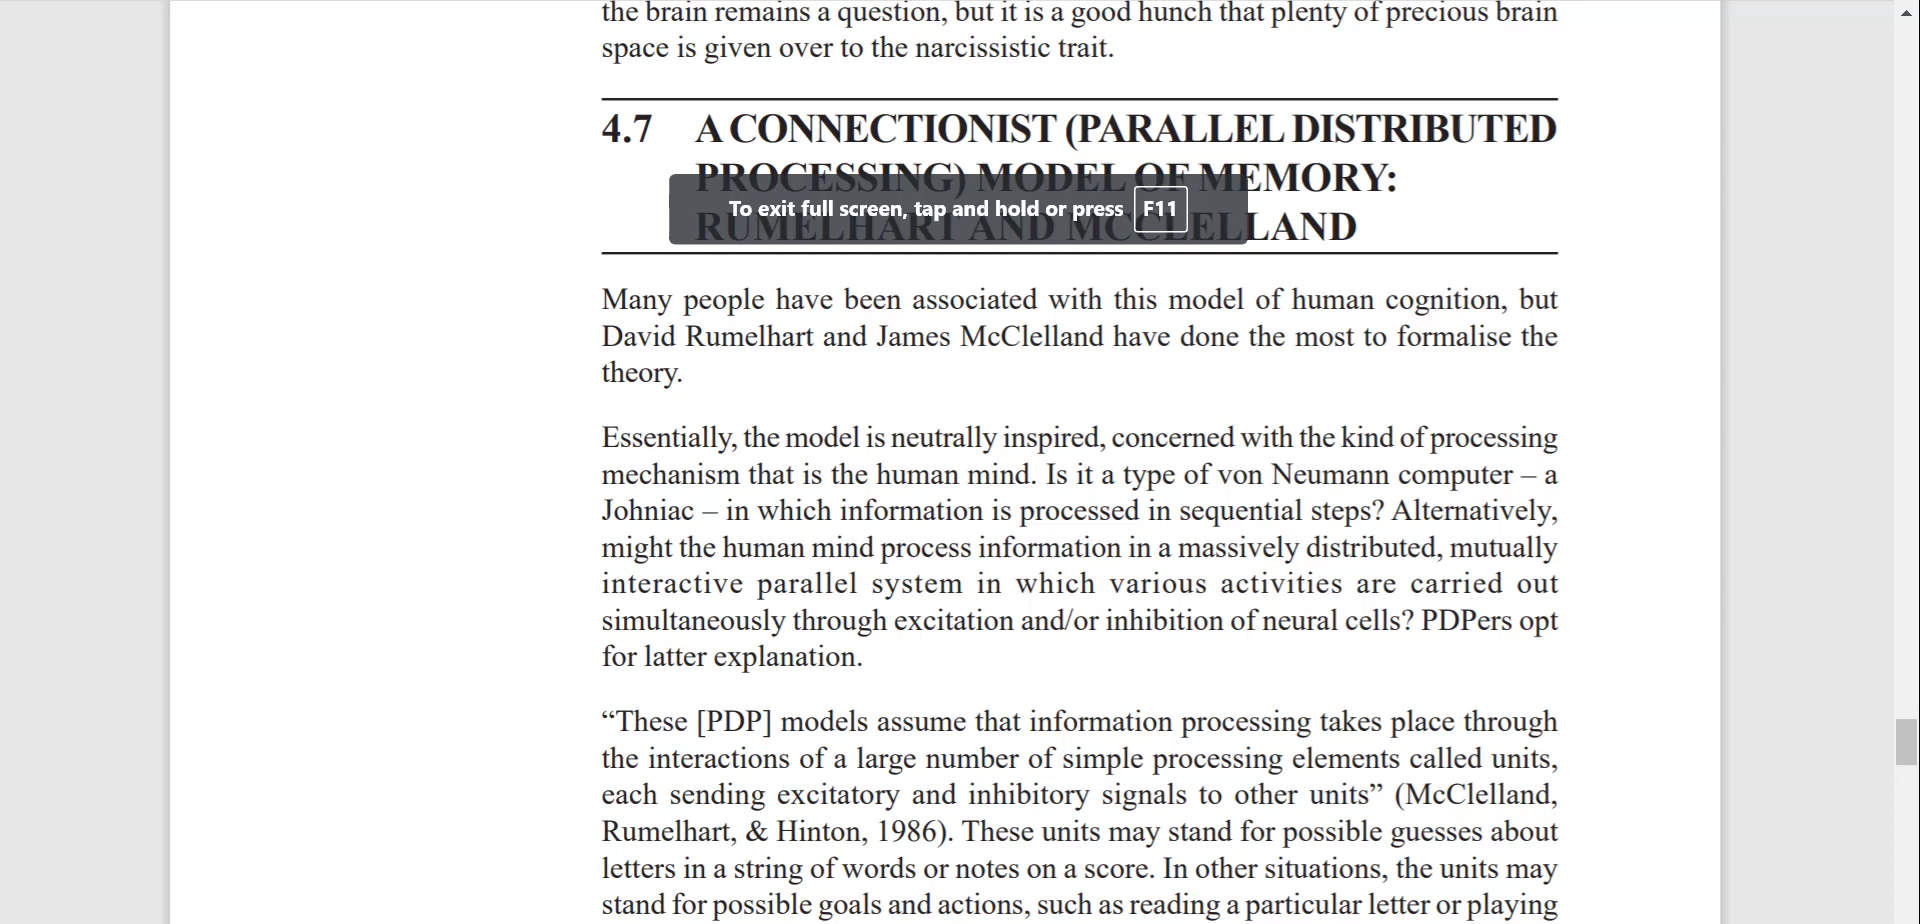 the brain remains a question, but it is a good hunch that plenty of precious brain
space is given over to the narcissistic trait.
4.7 A CONNECTIONIST (PARALLEL DISTRIBUTED
PROCESSING) MODEL OF MEMORY:
To exit full screen, tap and hold or press F11
RUMELHART AND MCCLELLAND
Many people have been associated with this model of human cognition, but
David Rumelhart and James McClelland have done the most to formalise the
theory.
Essentially, the model is neutrally inspired, concerned with the kind of processing
mechanism that is the human mind. Is it a type of von Neumann computer – a
Johniac – in which information is processed in sequential steps? Alternatively,
might the human mind process information in a massively distributed, mutually
interactive parallel system in which various activities are carried out
simultaneously through excitation and/or inhibition of neural cells? PDPers opt
for latter explanation.
“These [PDP] models assume that information processing takes place through
the interactions of a large number of simple processing elements called units,
each sending excitatory and inhibitory signals to other units” (McClelland,
Rumelhart, & Hinton, 1986). These units may stand for possible guesses about
letters in a string of words or notes on a score. In other situations, the units may
stand for possible goals and actions, such as reading a particular letter or playing